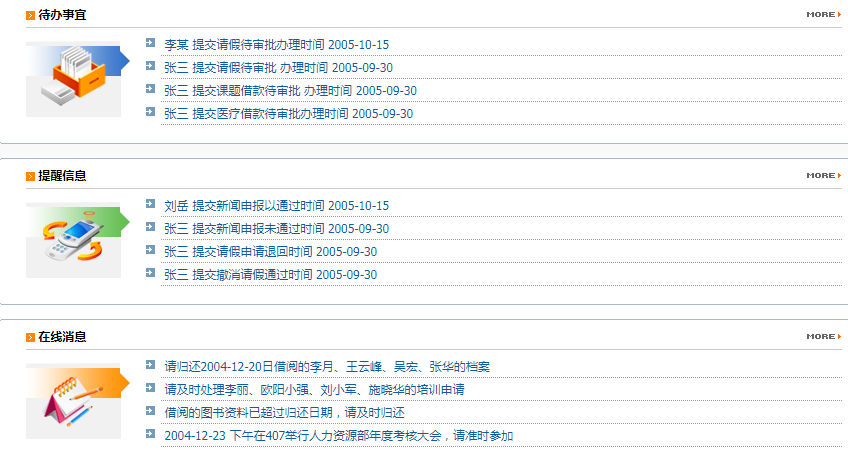 待办事宜 MORE
李某 提交请假待审批办理时间 2005-10-15
张三 提交请假待审批 办理时间 2005-09-30
张三 提交课题借款待审批 办理时间 2005-09-30
张三 提交医疗借款待审批办理时间 2005-09-30
提醒信息 MORE
刘岳 提交新闻申报以通过时间 2005-10-15
张三 提交新闻申报未通过时间 2005-09-30
张三 提交请假申请退回时间 2005-09-30
张三 提交撤消请假通过时间 2005-09-30
在线消息 MORE
请归还2004-12-20日借阅的李月、王云峰、吴宏、张华的档案
请及时处理李丽、欧阳小强、刘小军、施晓华的培训申请
借阅的图书资料已超过归还日期，请及时归还
2004-12-23 下午在407举行人力资源部年度考核大会，请准时参加